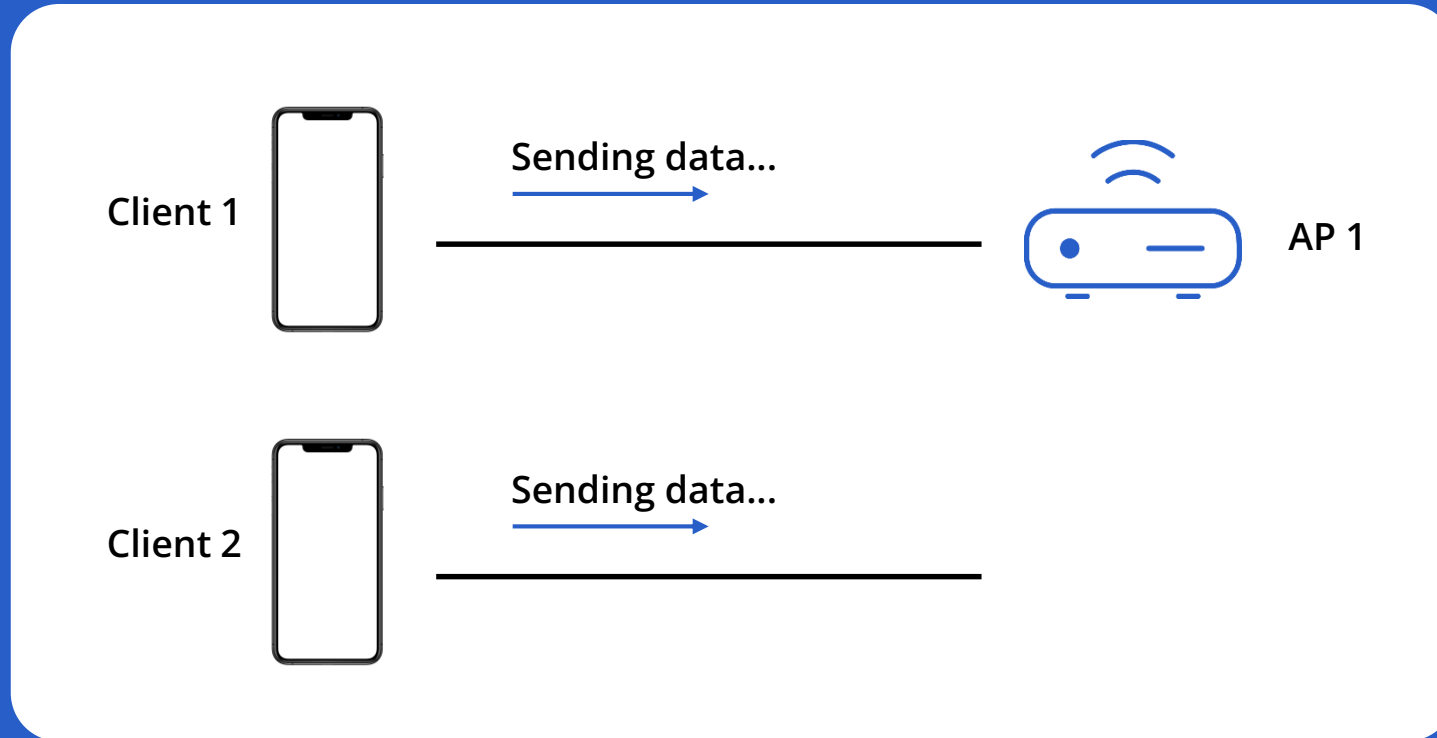 Sending data...
Client 1
AP 1
Sending data...
Client 2